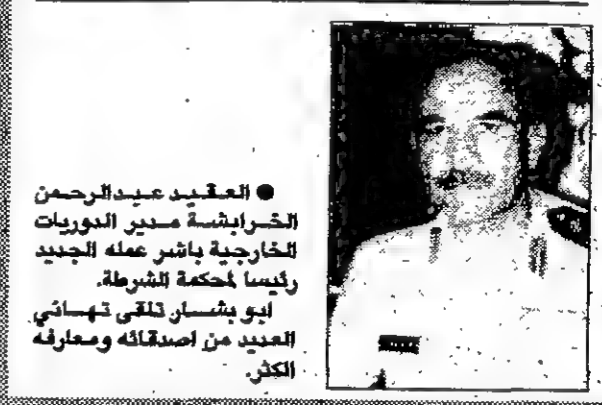 ● العقيد عبدالرحمن
الخرابشة مدير الدوريات
الخارجية باشر عمله الجديد
رئيسا لمحكمة الشرطة.
ابو بشار تلقى تهاني
العديد من اصدقائه ومعارفه
الكثر.